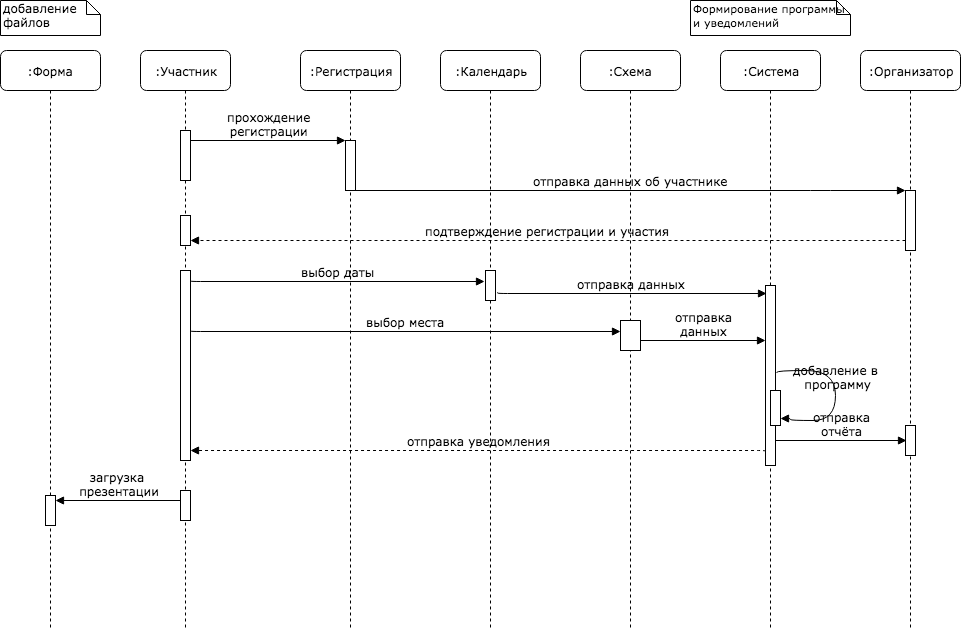 добавление
файлов
Формирование программы
и уведомлений
:Форма
:Участник
:Регистрация
:Календарь
:Схема
:Система
:Организатор
прохождение
регистрации
отправка данных об участнике
подтверждение регистрации и участия
выбор даты
отправка данных
выбор места
отправка
данных
добавление в
программу
отправка
отчёта
отправка уведомления
загрузка
презентации